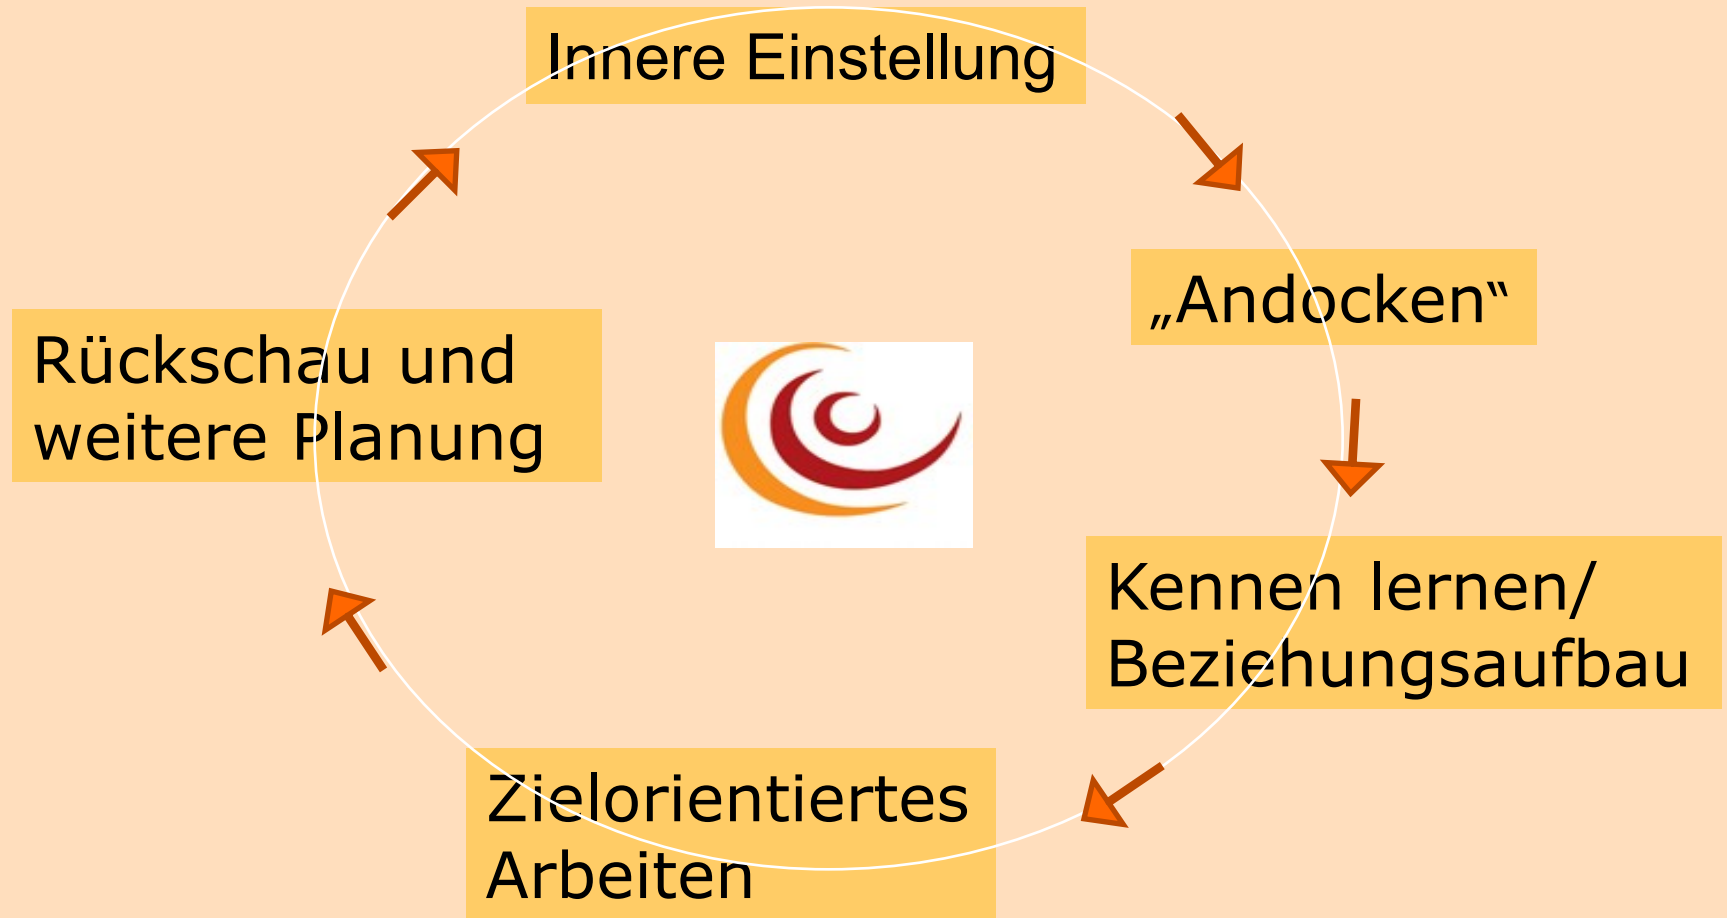 Innere Einstellung
„Andocken“
Kennen lernen/
Beziehungsaufbau
Zielorientiertes
Arbeiten
Rückschau und
weitere Planung